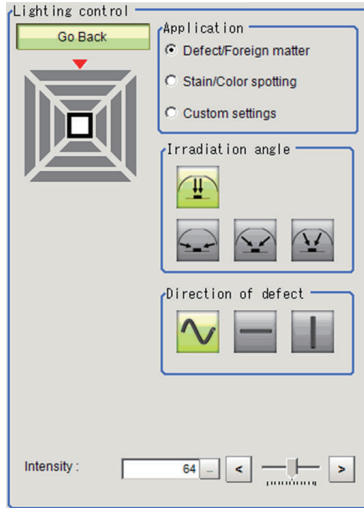 Lighting control
Go Back
Application
Defect/Foreign matter
Stain/Color spotting
Custom settings
Irradiation angle
Direction of defect
Intensity :
64 ...
< >